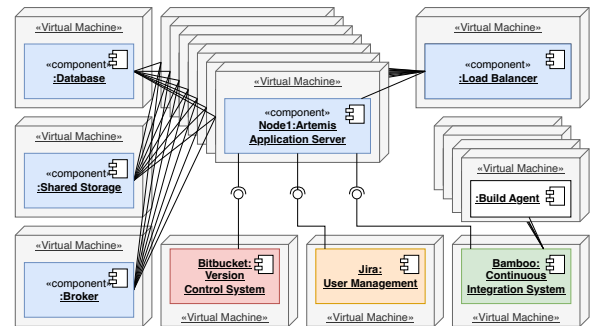 «Virtual Machine»
«component»
:Database
«Virtual Machine»
«Virtual Machine»
«component»
Node1:Artemis
Application Server
«Virtual Machine»
«component»
:Load Balancer
«Virtual Machine»
«component»
:Shared Storage
«Virtual Machine»
:Build Agent
«Virtual Machine»
«component»
:Broker
Bitbucket:
Version
Control System
«Virtual Machine»
Jira:
User Management
«Virtual Machine»
Bamboo:
Continuous
Integration System
«Virtual Machine»